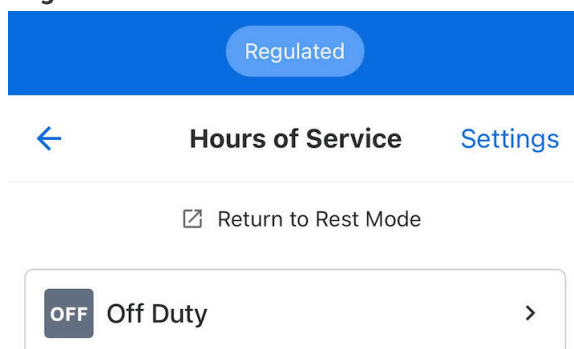 Regulated
Hours of Service Settings
Return to Rest Mode
OFF Off Duty